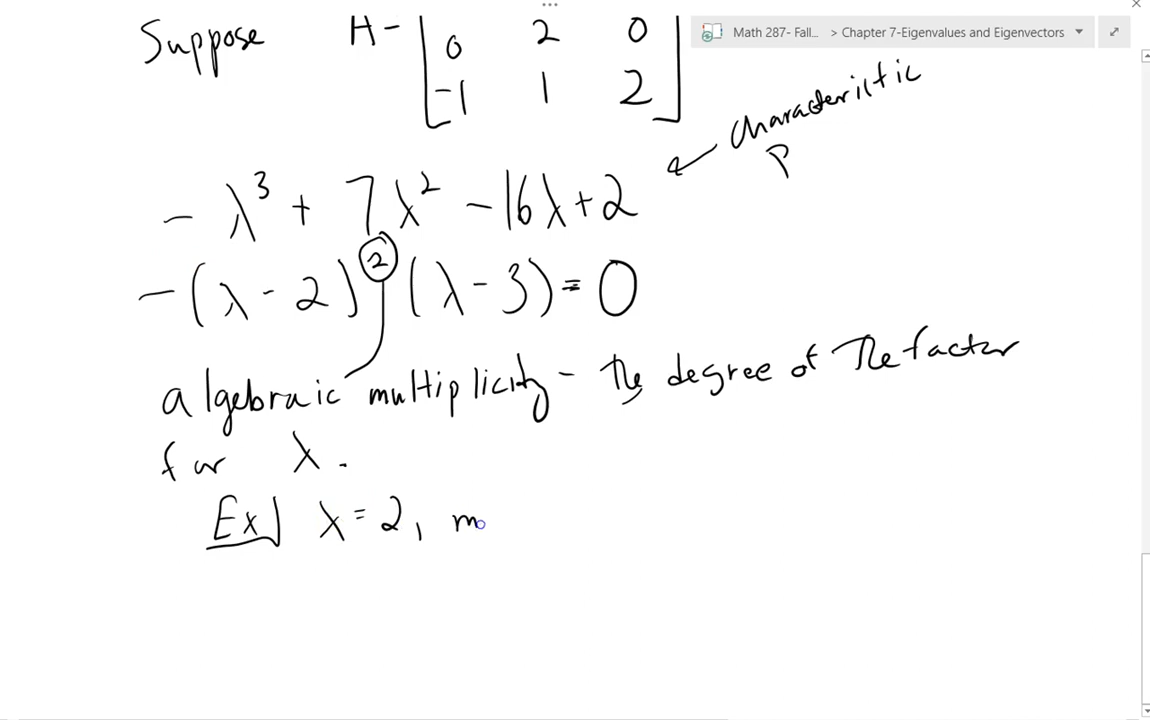 Math 287- Fall... > Chapter 7-Eigenvalues and Eigenvectors
Suppose A-
0 2 0
-1 1 2
characteristic
P
- λ³ + 7λ² - 16λ + 2
- (λ - 2)² (λ - 3) = 0
algebraic multiplicity - the degree of the factor
for λ.
Ex] λ = 2, m